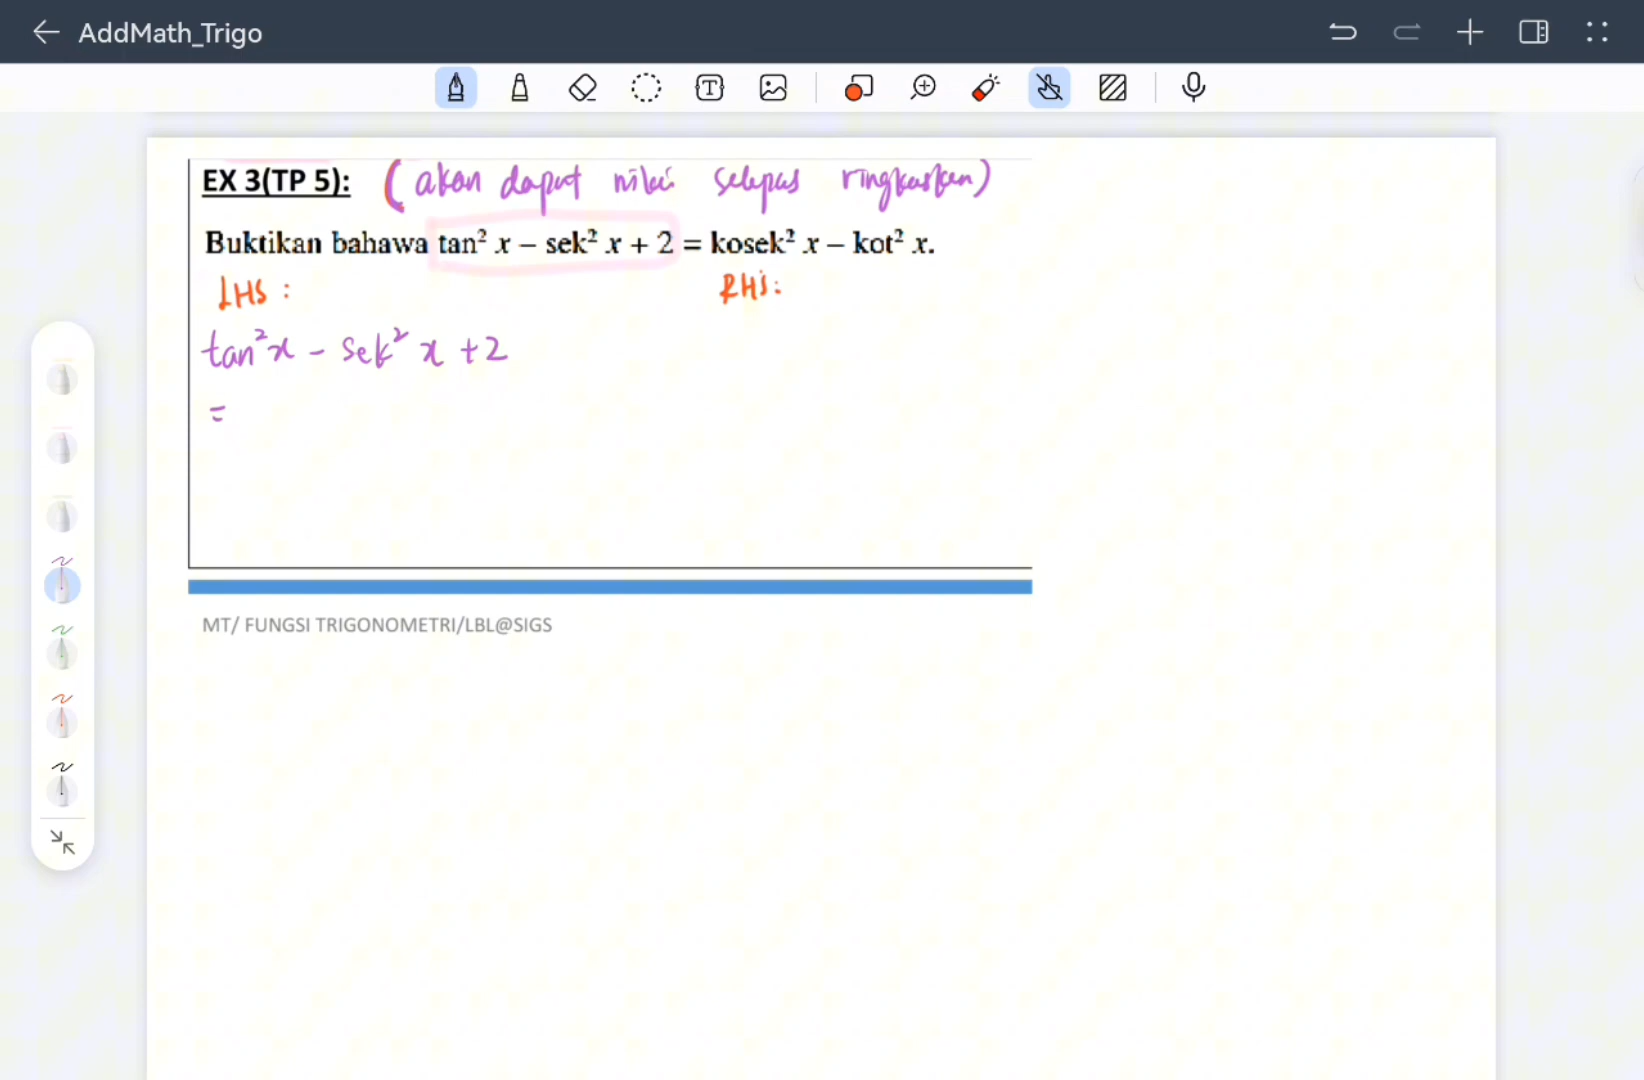 AddMath_Trigo
EX 3(TP 5): (akan dapat nilai selepas ringkaskan)
Buktikan bahawa tan² x – sek² x + 2 = kosek² x – kot² x.
LHS : RHS:
tan²x - sek² x +2
=
MT/ FUNGSI TRIGONOMETRI/LBL@SIGS